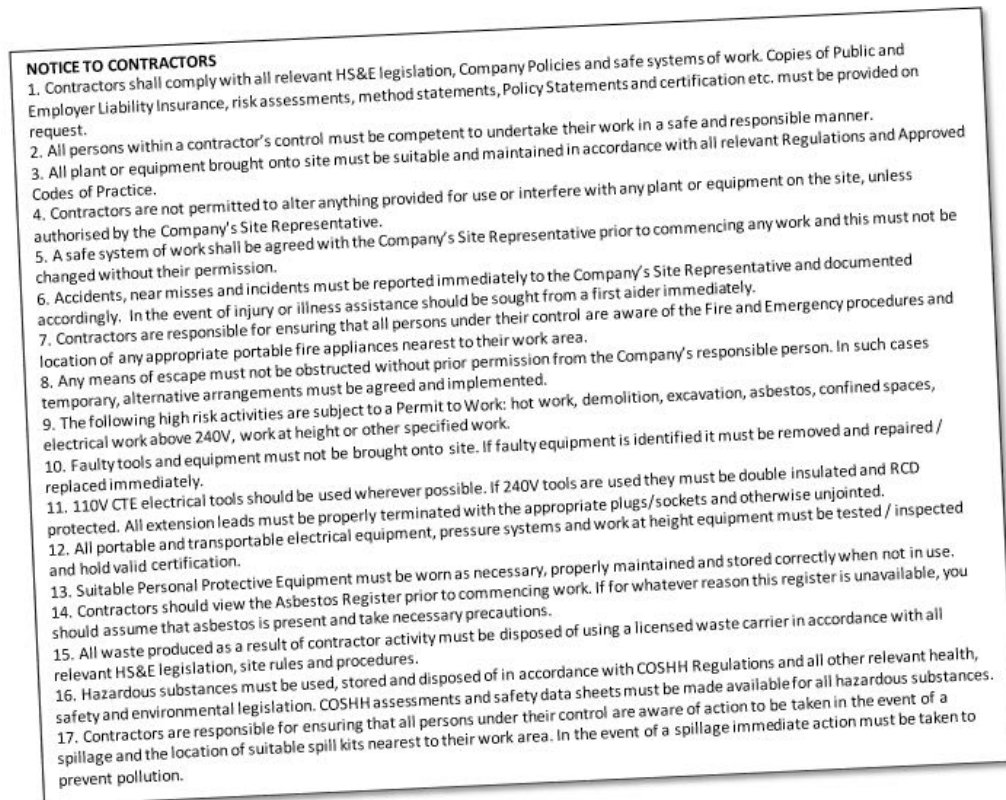 NOTICE TO CONTRACTORS
1. Contractors shall comply with all relevant HS&E legislation, Company Policies and safe systems of work. Copies of Public and
Employer Liability Insurance, risk assessments, method statements, Policy Statements and certification etc. must be provided on
request.
2. All persons within a contractor's control must be competent to undertake their work in a safe and responsible manner.
3. All plant or equipment brought onto site must be suitable and maintained in accordance with all relevant Regulations and Approved
Codes of Practice.
4. Contractors are not permitted to alter anything provided for use or interfere with any plant or equipment on the site, unless
authorised by the Company's Site Representative.
5. A safe system of work shall be agreed with the Company's Site Representative prior to commencing any work and this must not be
changed without their permission.
6. Accidents, near misses and incidents must be reported immediately to the Company's Site Representative and documented
accordingly. In the event of injury or illness assistance should be sought from a first aider immediately.
7. Contractors are responsible for ensuring that all persons under their control are aware of the Fire and Emergency procedures and
location of any appropriate portable fire appliances nearest to their work area.
8. Any means of escape must not be obstructed without prior permission from the Company's responsible person. In such cases
temporary, alternative arrangements must be agreed and implemented.
9. The following high risk activities are subject to a Permit to Work: hot work, demolition, excavation, asbestos, confined spaces,
electrical work above 240V, work at height or other specified work.
10. Faulty tools and equipment must not be brought onto site. If faulty equipment is identified it must be removed and repaired /
replaced immediately.
11. 110V CTE electrical tools should be used wherever possible. If 240V tools are used they must be double insulated and RCD
protected. All extension leads must be properly terminated with the appropriate plugs/sockets and otherwise unjointed.
12. All portable and transportable electrical equipment, pressure systems and work at height equipment must be tested / inspected
and hold valid certification.
13. Suitable Personal Protective Equipment must be worn as necessary, properly maintained and stored correctly when not in use.
14. Contractors should view the Asbestos Register prior to commencing work. If for whatever reason this register is unavailable, you
should assume that asbestos is present and take necessary precautions.
15. All waste produced as a result of contractor activity must be disposed of using a licensed waste carrier in accordance with all
relevant HS&E legislation, site rules and procedures.
16. Hazardous substances must be used, stored and disposed of in accordance with COSHH Regulations and all other relevant health,
safety and environmental legislation. COSHH assessments and safety data sheets must be made available for all hazardous substances.
17. Contractors are responsible for ensuring that all persons under their control are aware of action to be taken in the event of a
spillage and the location of suitable spill kits nearest to their work area. In the event of a spillage immediate action must be taken to
prevent pollution.